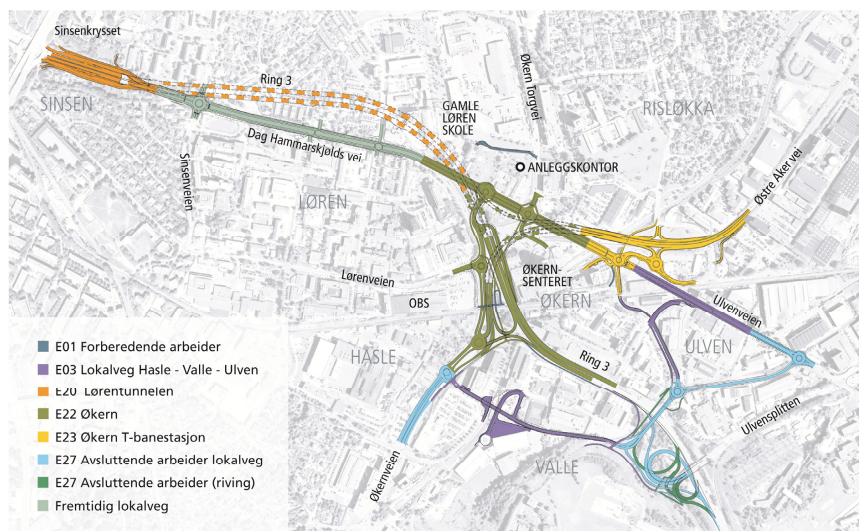 Sinsenkrysset
SINSEN
Ring 3
GAMLE
LØREN
SKOLE
Økern Torgvei
RISLØKKA
Dag Hammarskjølds vei
ANLEGGSKONTOR
Sinsenveien
LØREN
Østre Aker vei
Lørenveien
ØKERN-
SENTERET
OBS
ØKERN
Ulvenveien
ULVEN
HASLE
Ring 3
Ulvensplitten
Økernveien
VALLE
E01 Forberedende arbeider
E03 Lokalveg Hasle - Valle - Ulven
E20 Lørentunnelen
E22 Økern
E23 Økern T-banestasjon
E27 Avsluttende arbeider lokalveg
E27 Avsluttende arbeider (riving)
Fremtidig lokalveg